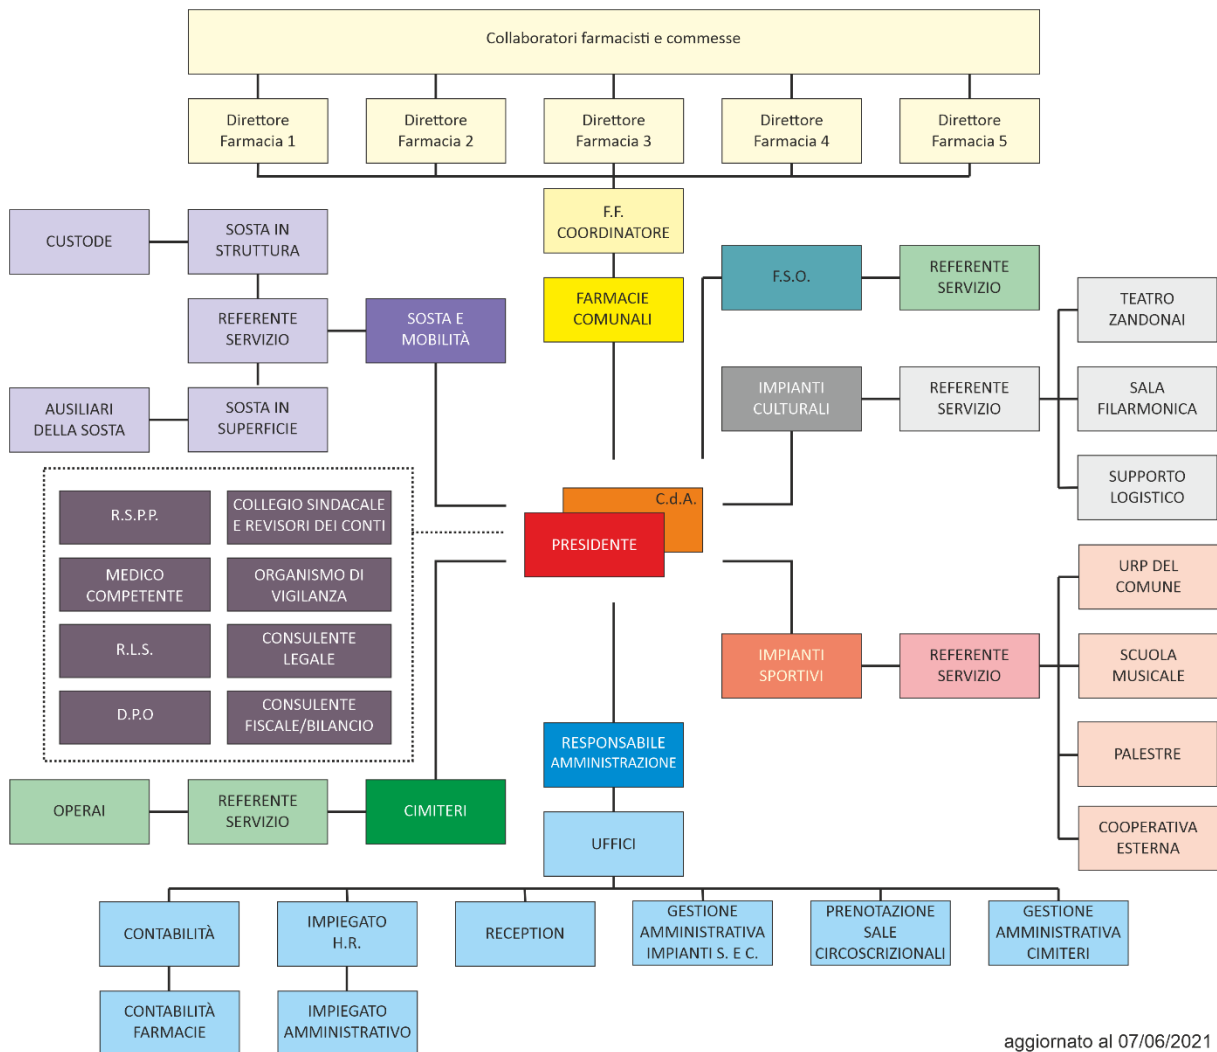 Collaboratori farmacisti e commesse
Direttore
Farmacia 1
Direttore
Farmacia 2
Direttore
Farmacia 3
Direttore
Farmacia 4
Direttore
Farmacia 5
F.F.
COORDINATORE
FARMACIE
COMUNALI
CUSTODE
SOSTA IN
STRUTTURA
REFERENTE
SERVIZIO
SOSTA E
MOBILITÀ
AUSILIARI
DELLA SOSTA
SOSTA IN
SUPERFICIE
F.S.O.
REFERENTE
SERVIZIO
IMPIANTI
CULTURALI
REFERENTE
SERVIZIO
TEATRO
ZANDONAI
SALA
FILARMONICA
SUPPORTO
LOGISTICO
R.S.P.P.
COLLEGIO SINDACALE
E REVISORI DEI CONTI
MEDICO
COMPETENTE
ORGANISMO DI
VIGILANZA
R.L.S.
CONSULENTE
LEGALE
D.P.O
CONSULENTE
FISCALE/BILANCIO
C.d.A.
PRESIDENTE
IMPIANTI
SPORTIVI
REFERENTE
SERVIZIO
URP DEL
COMUNE
SCUOLA
MUSICALE
PALESTRE
COOPERATIVA
ESTERNA
OPERAI
REFERENTE
SERVIZIO
CIMITERI
RESPONSABILE
AMMINISTRAZIONE
UFFICI
CONTABILITÀ
IMPIEGATO
H.R.
RECEPTION
GESTIONE
AMMINISTRATIVA
IMPIANTI S. E C.
PRENOTAZIONE
SALE
CIRCOSCRIZIONALI
GESTIONE
AMMINISTRATIVA
CIMITERI
CONTABILITÀ
FARMACIE
IMPIEGATO
AMMINISTRATIVO
aggiornato al 07/06/2021